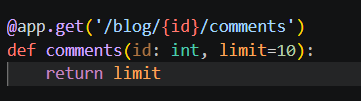 @app.get('/blog/{id}/comments')
def comments(id: int, limit=10):
    return limit